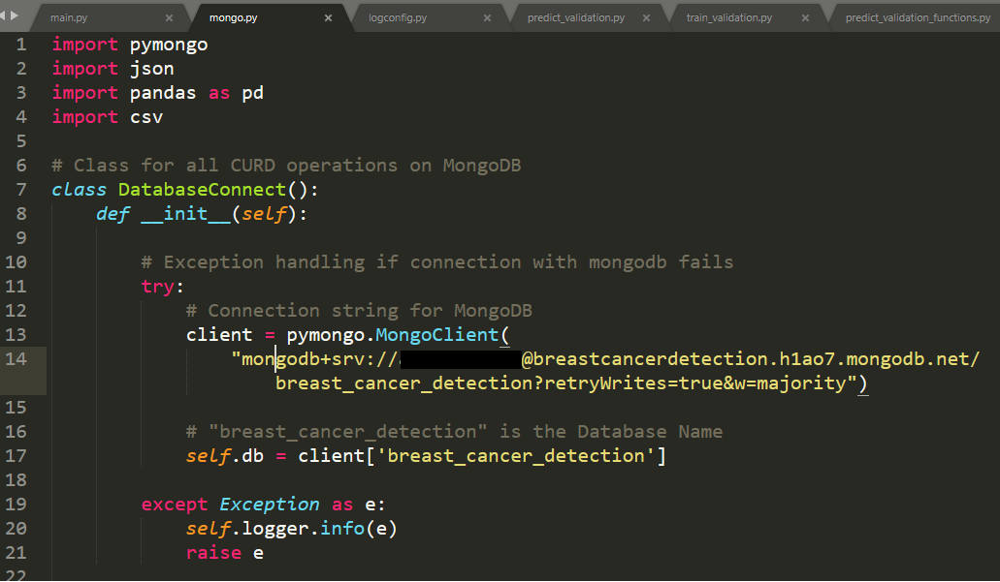 main.py × mongo.py × logconfig.py × predict_validation.py × train_validation.py × predict_validation_functions.py
1 import pymongo
2 import json
3 import pandas as pd
4 import csv
5
6 # Class for all CURD operations on MongoDB
7 class DatabaseConnect():
8 def __init__(self):
9
10 # Exception handling if connection with mongodb fails
11 try:
12 # Connection string for MongoDB
13 client = pymongo.MongoClient(
14 "mongodb+srv://@breastcancerdetection.h1ao7.mongodb.net/
breast_cancer_detection?retryWrites=true&w=majority")
15
16 # "breast_cancer_detection" is the Database Name
17 self.db = client['breast_cancer_detection']
18
19 except Exception as e:
20 self.logger.info(e)
21 raise e
22